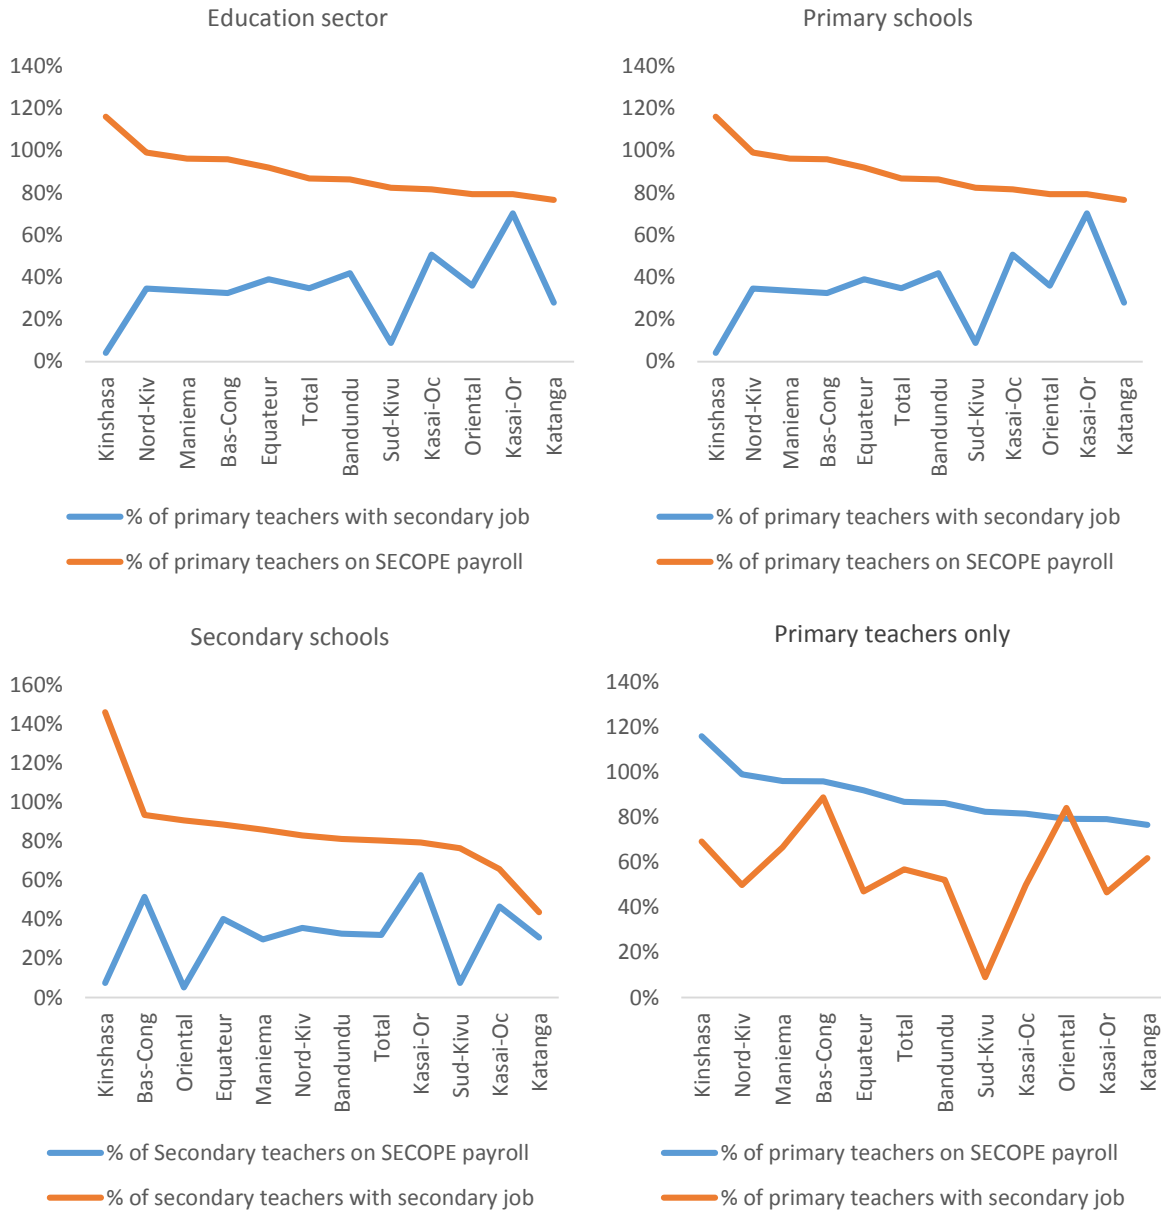 Education sector
140%
120%
100%
80%
60%
40%
20%
0%
Kinshasa
Nord-Kiv
Maniema
Bas-Cong
Equateur
Total
Bandundu
Sud-Kivu
Kasai-Oc
Oriental
Kasai-Or
Katanga
% of primary teachers with secondary job
% of primary teachers on SECOPE payroll
Primary schools
140%
120%
100%
80%
60%
40%
20%
0%
Kinshasa
Nord-Kiv
Maniema
Bas-Cong
Equateur
Total
Bandundu
Sud-Kivu
Kasai-Oc
Oriental
Kasai-Or
Katanga
% of primary teachers with secondary job
% of primary teachers on SECOPE payroll
Secondary schools
160%
140%
120%
100%
80%
60%
40%
20%
0%
Kinshasa
Bas-Cong
Oriental
Equateur
Maniema
Nord-Kiv
Bandundu
Total
Kasai-Or
Sud-Kivu
Kasai-Oc
Katanga
% of Secondary teachers on SECOPE payroll
% of secondary teachers with secondary job
Primary teachers only
140%
120%
100%
80%
60%
40%
20%
0%
Kinshasa
Nord-Kiv
Maniema
Bas-Cong
Equateur
Total
Bandundu
Sud-Kivu
Kasai-Oc
Oriental
Kasai-Or
Katanga
% of primary teachers on SECOPE payroll
% of primary teachers with secondary job